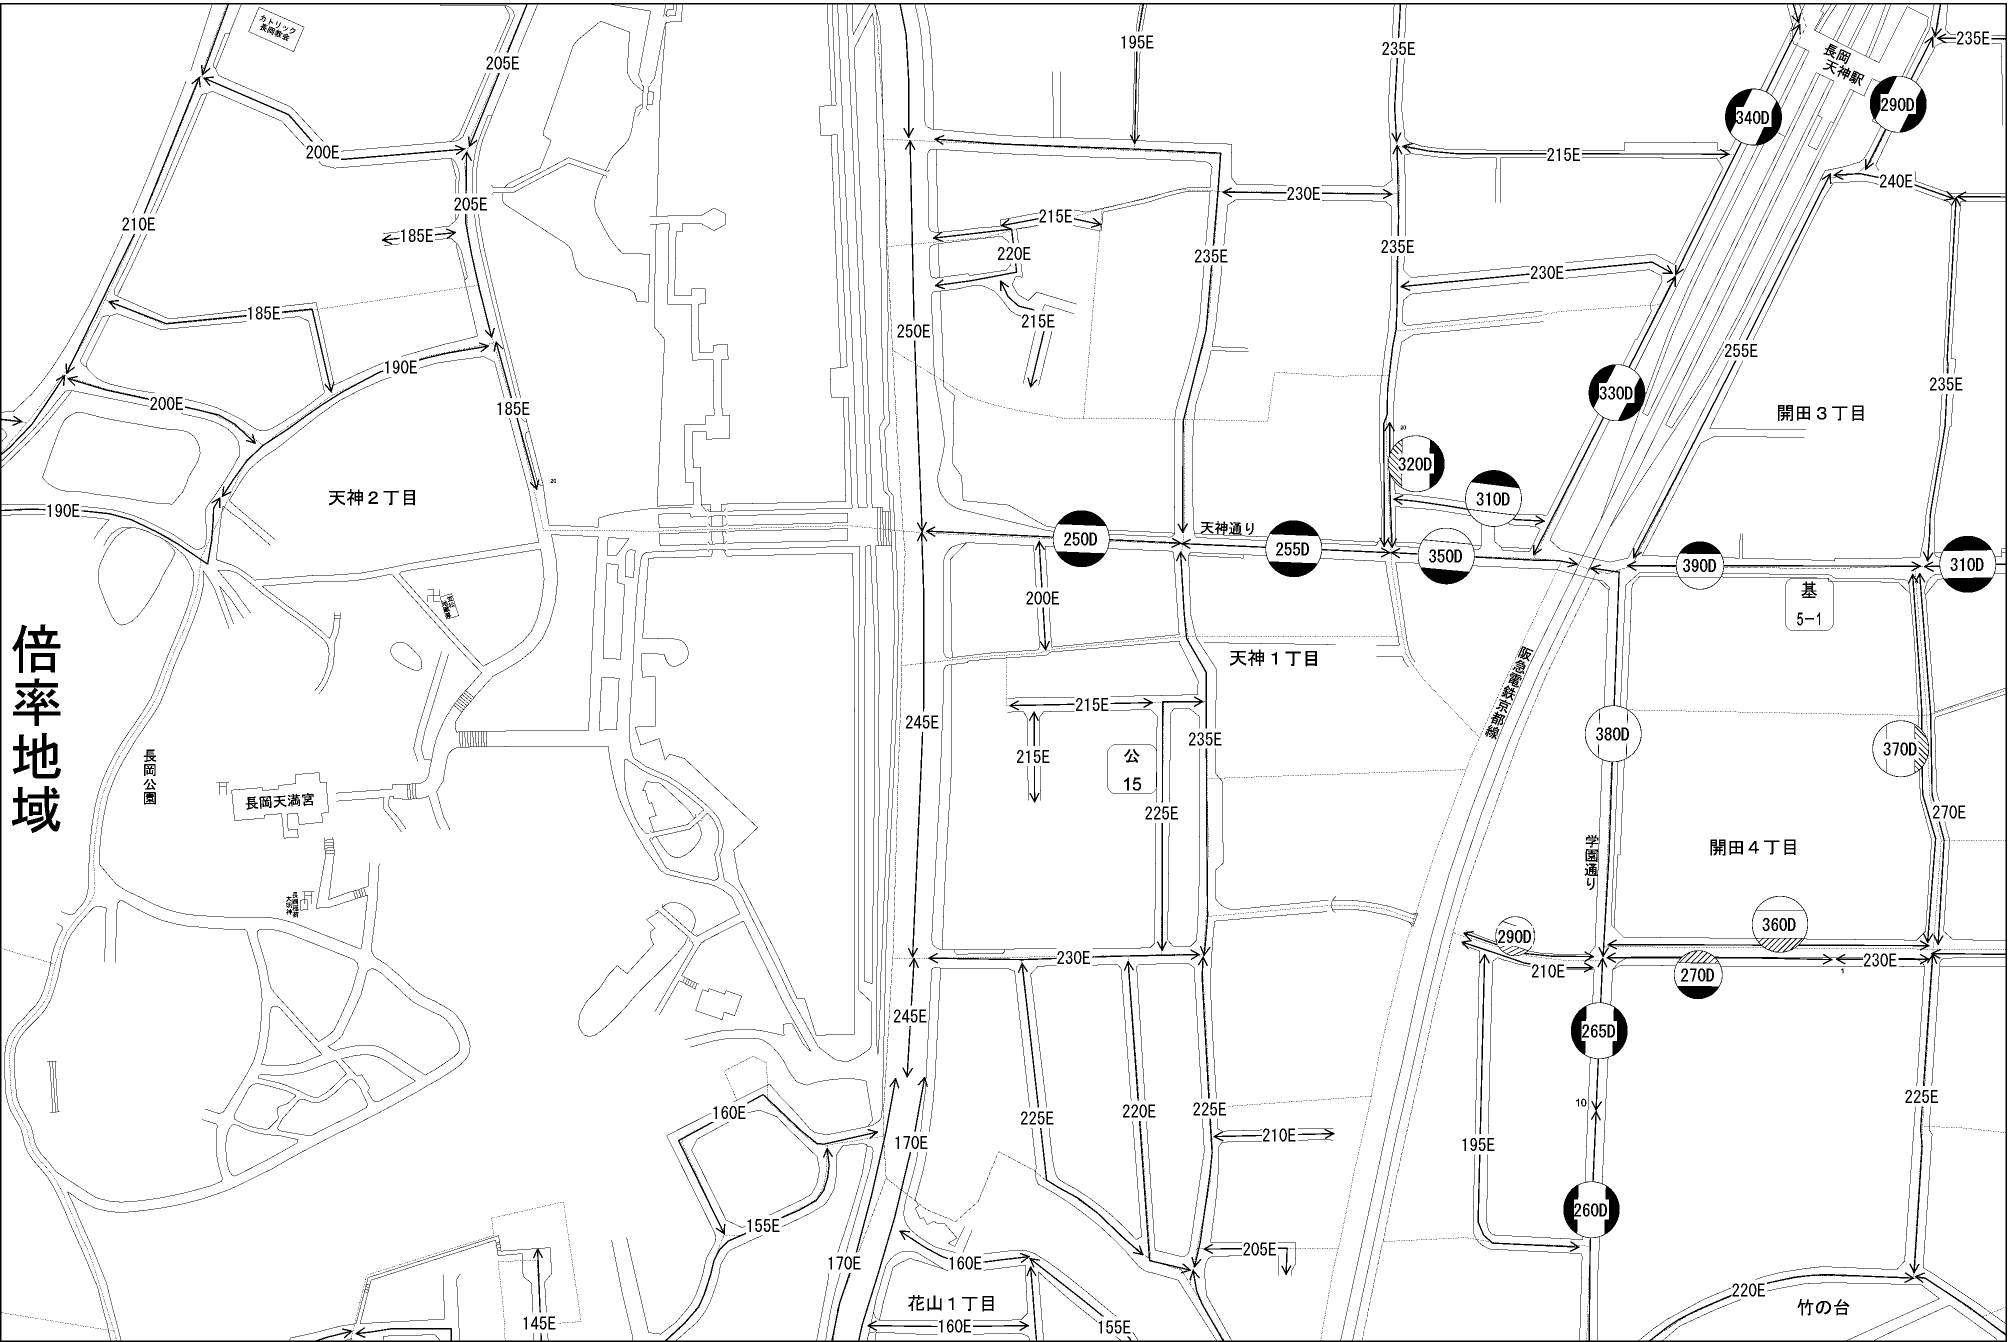 カトリック
長岡教会
205E
195E
235E
長岡
天神駅
235E
340D
290D
200E
215E
240E
210E
205E
185E
215E
230E
220E
235E
235E
230E
185E
215E
250E
255E
190E
330D
235E
開田3丁目
200E
185E
20
320D
天神2丁目
20
310D
190E
天神通り
250D
255D
350D
390D
310D
基
5-1
200E
倍率地域
天神1丁目
阪急電鉄京都線
215E
245E
380D
370D
235E
215E
公
15
長岡公園
長岡天満宮
225E
270E
学園通り
開田4丁目
360D
290D
230E
210E
270D
1
230E
245E
265D
10
160E
225E
220E
225E
225E
170E
210E
195E
155E
260D
170E
160E
205E
花山1丁目
220E
竹の台
145E
160E
155E